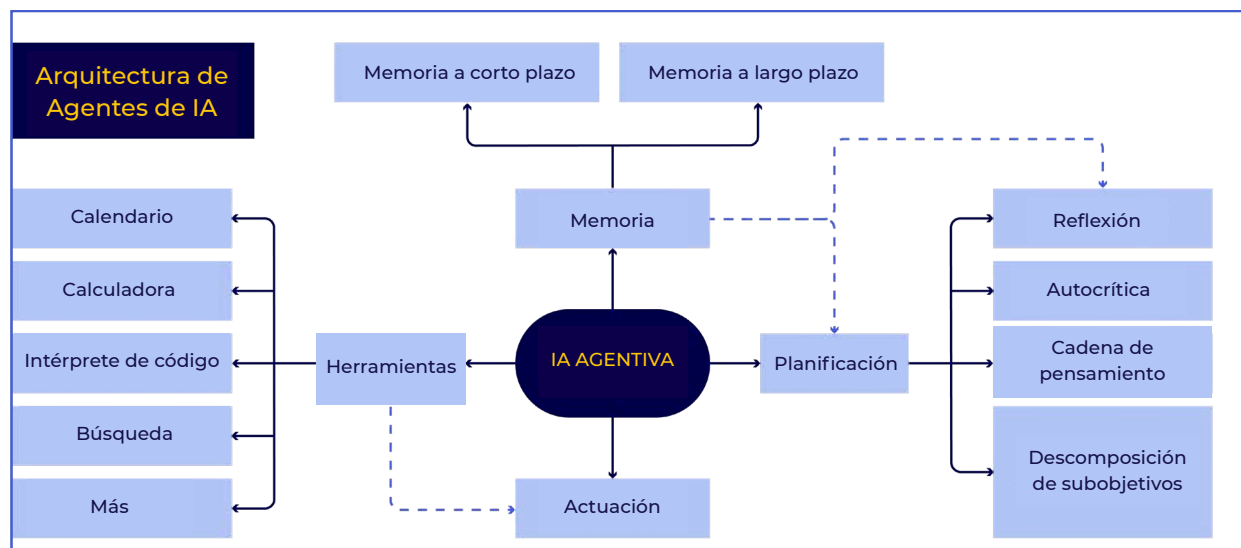 Arquitectura de
Agentes de IA
Memoria a corto plazo
Memoria a largo plazo
Calendario
Memoria
Reflexión
Calculadora
Autocrítica
Intérprete de código
Herramientas
IA AGENTIVA
Planificación
Cadena de
pensamiento
Búsqueda
Descomposición
de subobjetivos
Más
Actuación